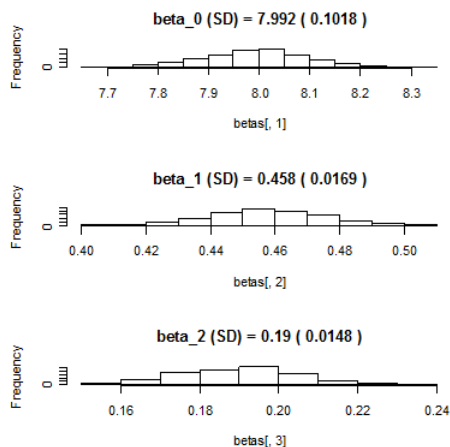 beta_0 (SD) = 7.992 ( 0.1018 )
Frequency
0
7.7 7.8 7.9 8.0 8.1 8.2 8.3
betas[, 1]
beta_1 (SD) = 0.458 ( 0.0169 )
Frequency
0
0.40 0.42 0.44 0.46 0.48 0.50
betas[, 2]
beta_2 (SD) = 0.19 ( 0.0148 )
Frequency
0
0.16 0.18 0.20 0.22 0.24
betas[, 3]